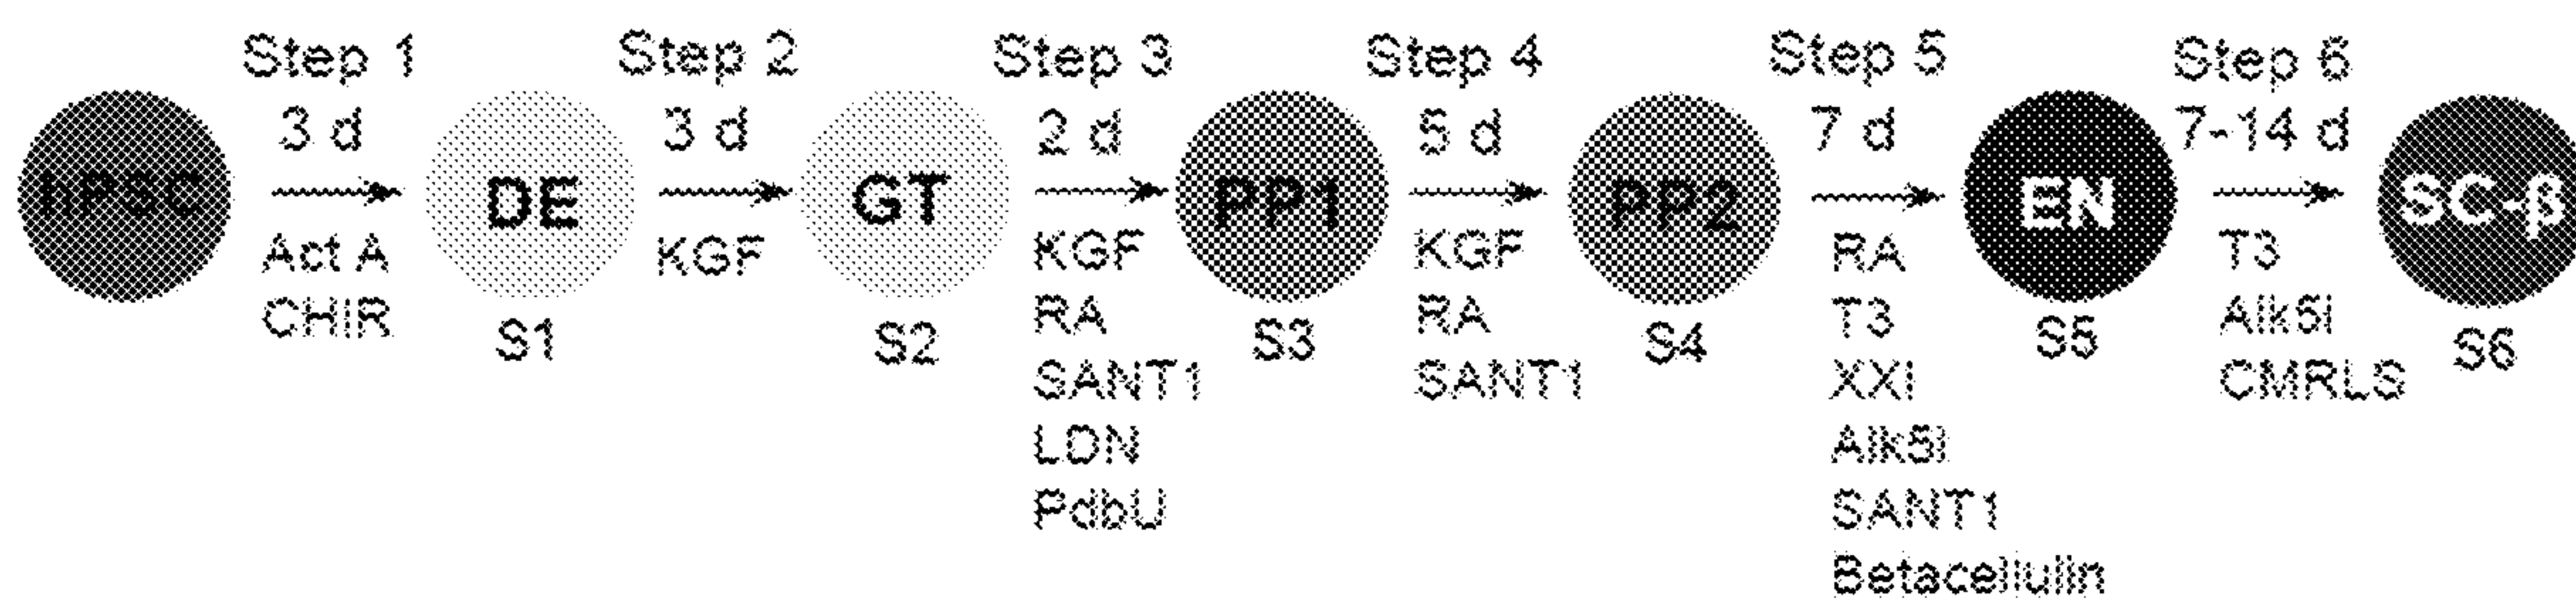 Step 1
Step 2
Step 3
Step 4
Step 5
Step 6
3 d
3 d
2 d
5 d
7 d
7-14 d
hPSC
DE
GT
PP1
PP2
EN
SC-β
Act A
CHIR
KGF
KGF
RA
SANT1
LDN
PdbU
KGF
RA
SANT1
RA
T3
XXI
Alk5i
SANT1
Betacellulin
T3
Alk5i
CMRLS
S1
S2
S3
S4
S5
S6